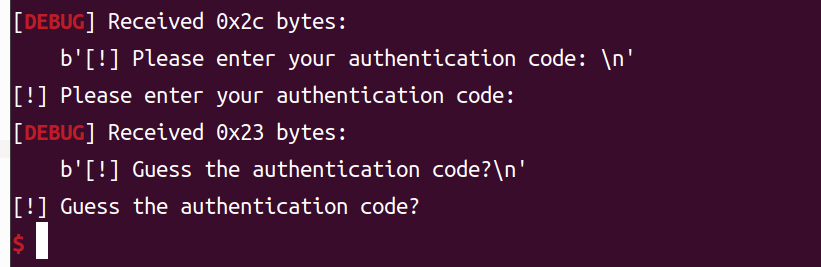 [DEBUG] Received 0x2c bytes:
    b'[!] Please enter your authentication code: \n'
[!] Please enter your authentication code:
[DEBUG] Received 0x23 bytes:
    b'[!] Guess the authentication code?\n'
[!] Guess the authentication code?
$